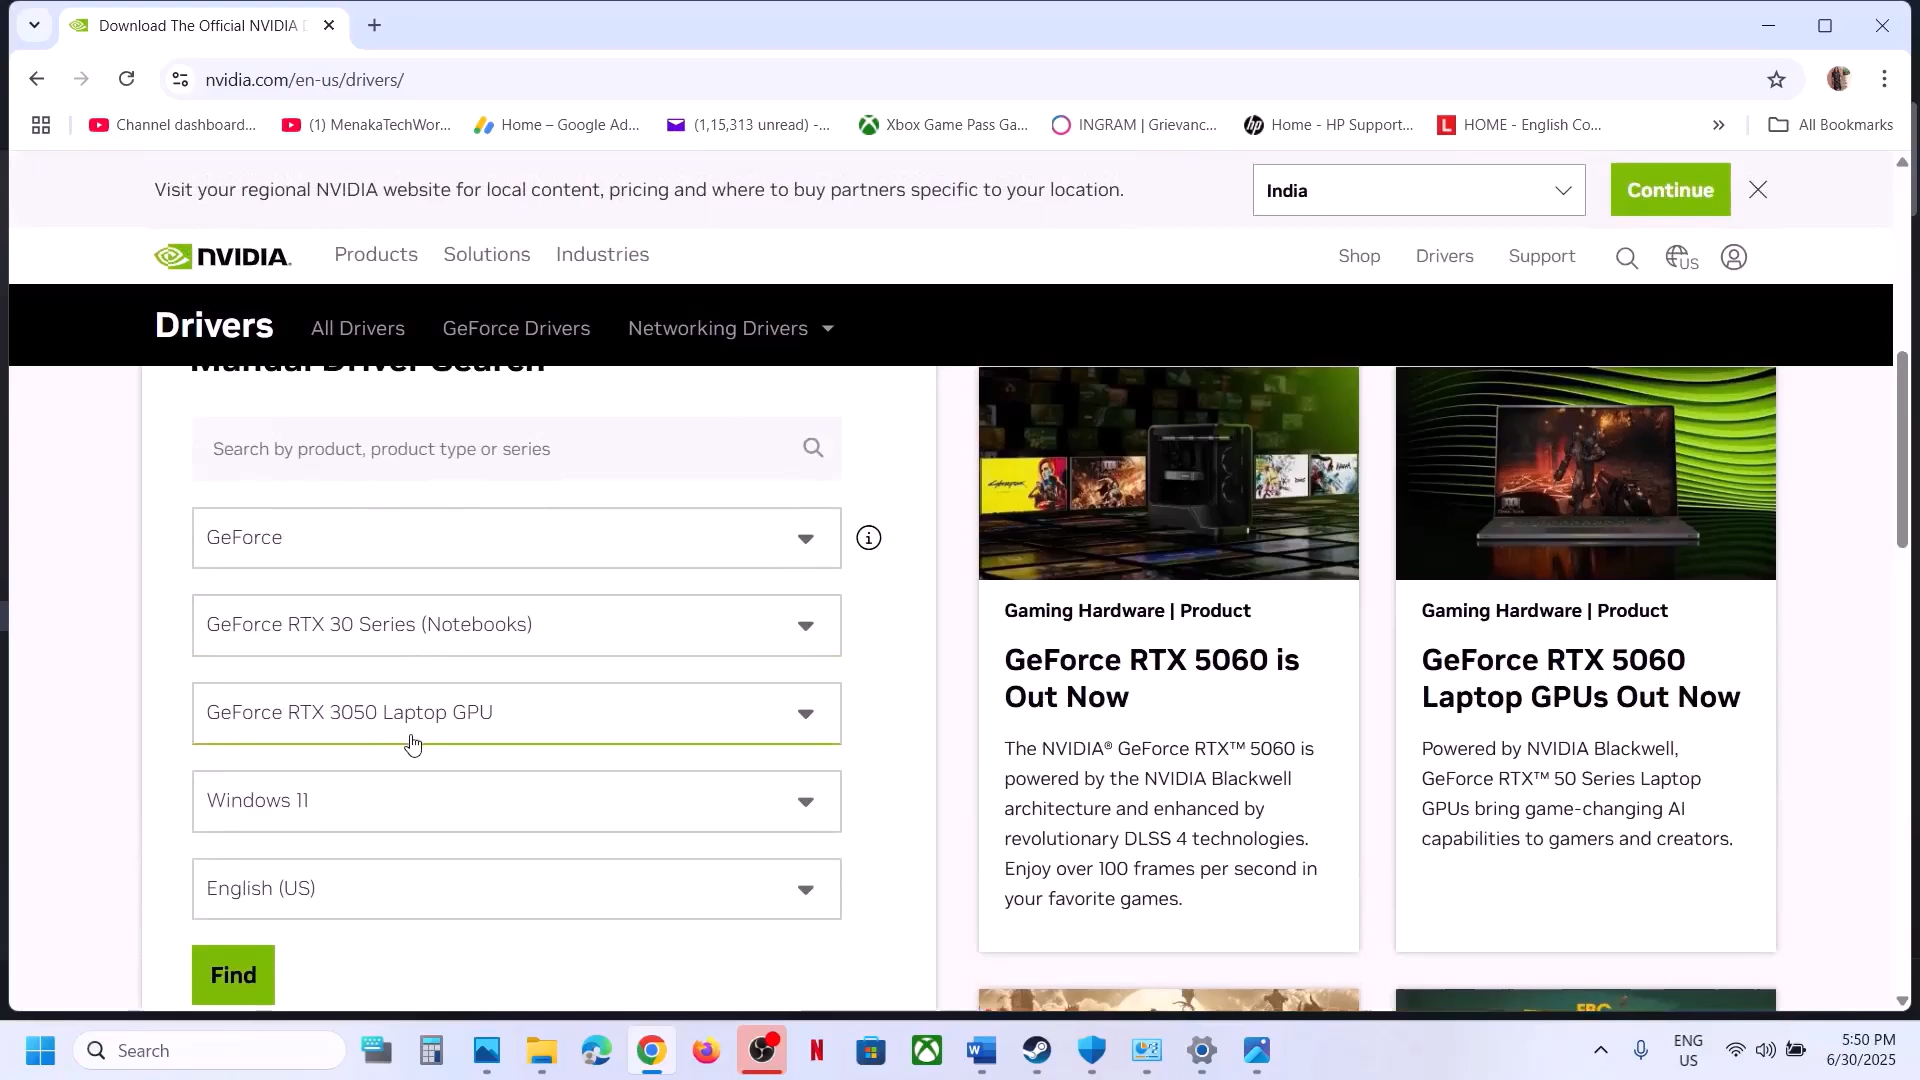 Download The Official NVIDIA
nvidia.com/en-us/drivers/
Channel dashboard...
(1) MenakaTechWor...
Home – Google Ad...
(1,15,313 unread) -...
Xbox Game Pass Ga...
INGRAM | Grievanc...
Home - HP Support...
HOME - English Co...
»
All Bookmarks
Visit your regional NVIDIA website for local content, pricing and where to buy partners specific to your location.
India
Continue
NVIDIA.
Products
Solutions
Industries
Shop
Drivers
Support
US
Drivers
All Drivers
GeForce Drivers
Networking Drivers
Manual Driver Search
Search by product, product type or series
GeForce
GeForce RTX 30 Series (Notebooks)
GeForce RTX 3050 Laptop GPU
Windows 11
English (US)
Find
Gaming Hardware | Product
GeForce RTX 5060 is
Out Now
The NVIDIA® GeForce RTX™ 5060 is
powered by the NVIDIA Blackwell
architecture and enhanced by
revolutionary DLSS 4 technologies.
Enjoy over 100 frames per second in
your favorite games.
Gaming Hardware | Product
GeForce RTX 5060
Laptop GPUs Out Now
Powered by NVIDIA Blackwell,
GeForce RTX™ 50 Series Laptop
GPUs bring game-changing AI
capabilities to gamers and creators.
Search
ENG
US
5:50 PM
6/30/2025